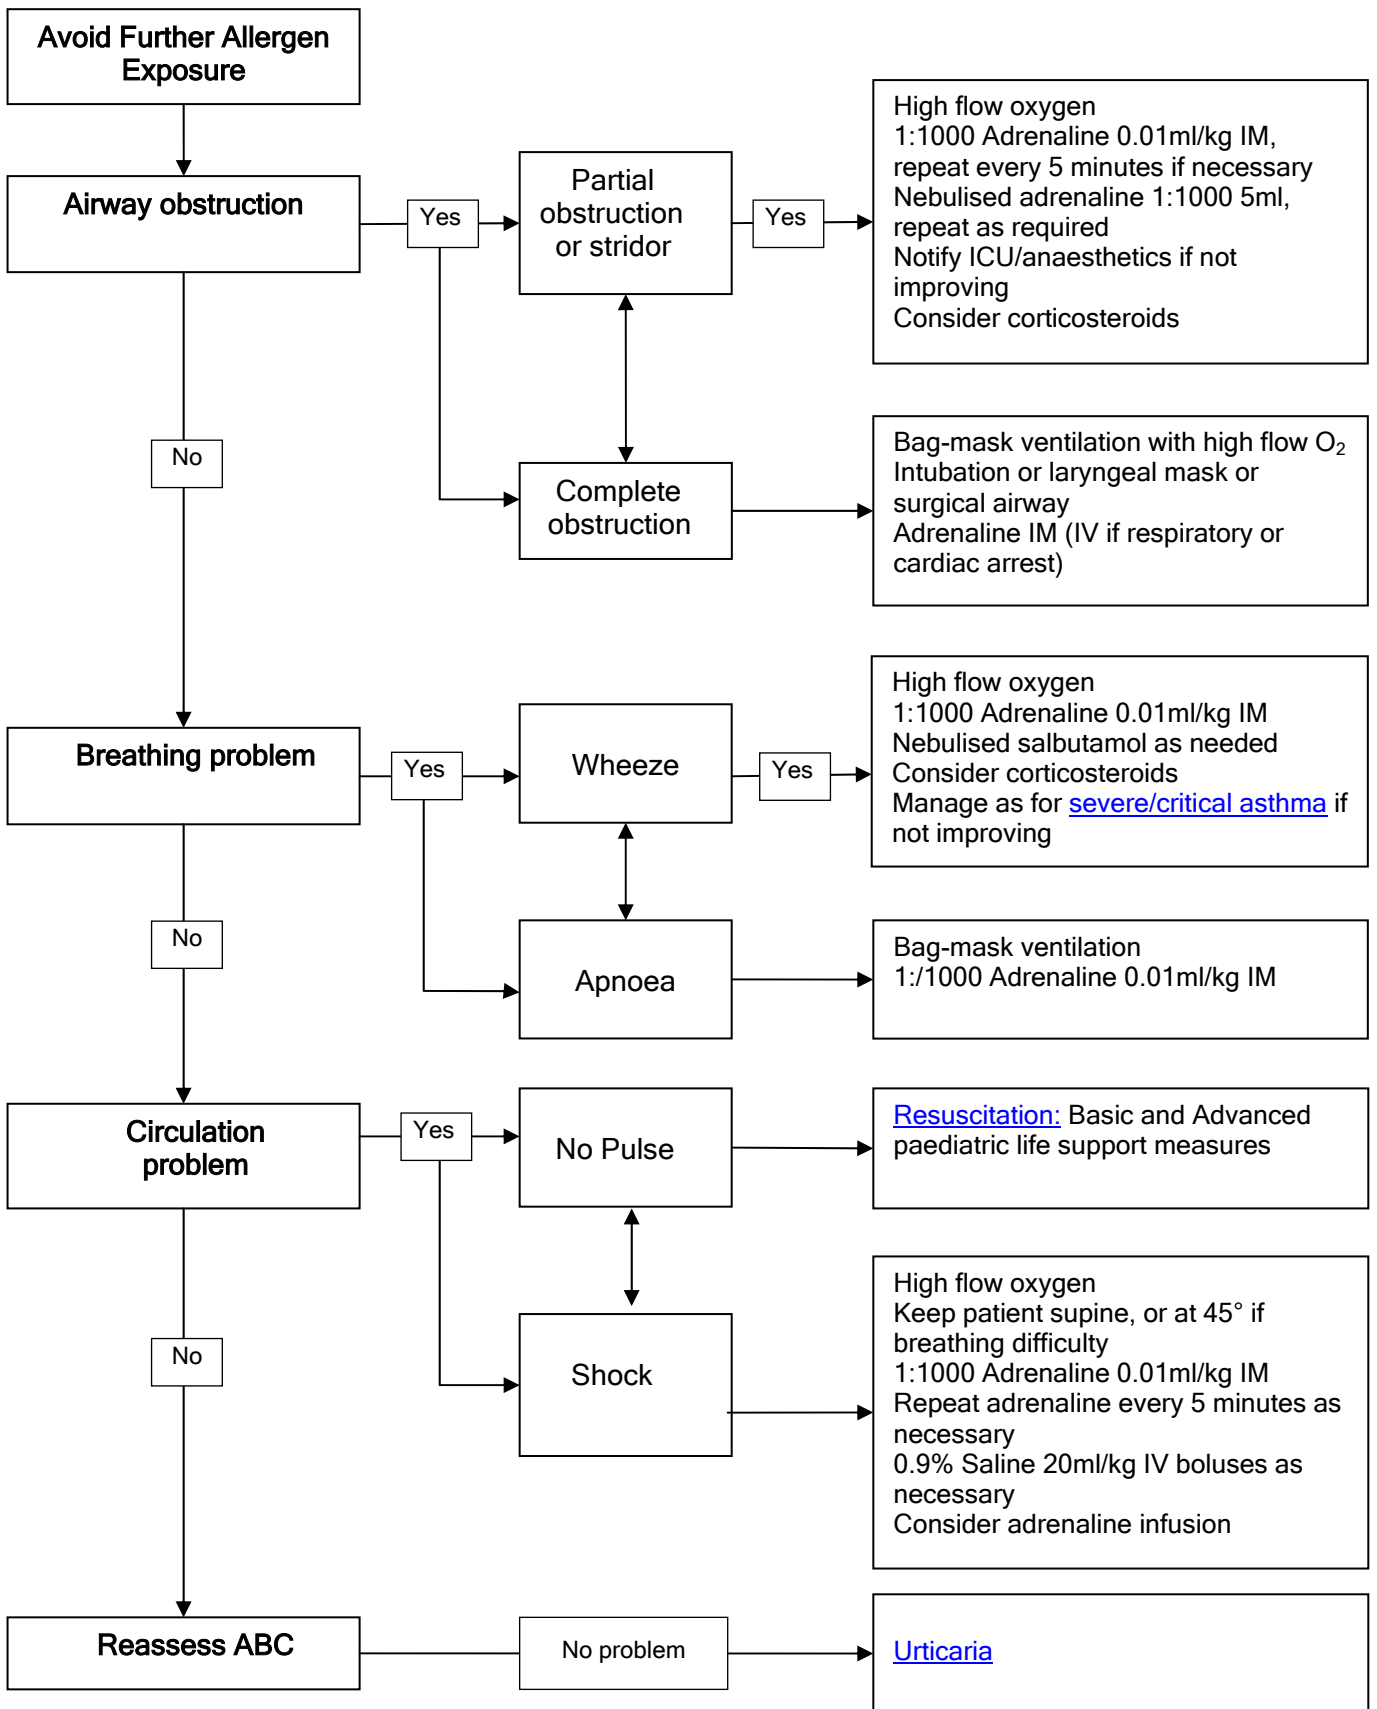 Avoid Further Allergen
Exposure
Airway obstruction
Yes
Partial
obstruction
or stridor
Yes
High flow oxygen
1:1000 Adrenaline 0.01ml/kg IM,
repeat every 5 minutes if necessary
Nebulised adrenaline 1:1000 5ml,
repeat as required
Notify ICU/anaesthetics if not
improving
Consider corticosteroids
No
Complete
obstruction
Bag-mask ventilation with high flow O₂
Intubation or laryngeal mask or
surgical airway
Adrenaline IM (IV if respiratory or
cardiac arrest)
Breathing problem
Yes
Wheeze
Yes
High flow oxygen
1:1000 Adrenaline 0.01ml/kg IM
Nebulised salbutamol as needed
Consider corticosteroids
Manage as for severe/critical asthma if
not improving
No
Apnoea
Bag-mask ventilation
1:/1000 Adrenaline 0.01ml/kg IM
Circulation
problem
Yes
No Pulse
Resuscitation: Basic and Advanced
paediatric life support measures
No
Shock
High flow oxygen
Keep patient supine, or at 45° if
breathing difficulty
1:1000 Adrenaline 0.01ml/kg IM
Repeat adrenaline every 5 minutes as
necessary
0.9% Saline 20ml/kg IV boluses as
necessary
Consider adrenaline infusion
Reassess ABC
No problem
Urticaria